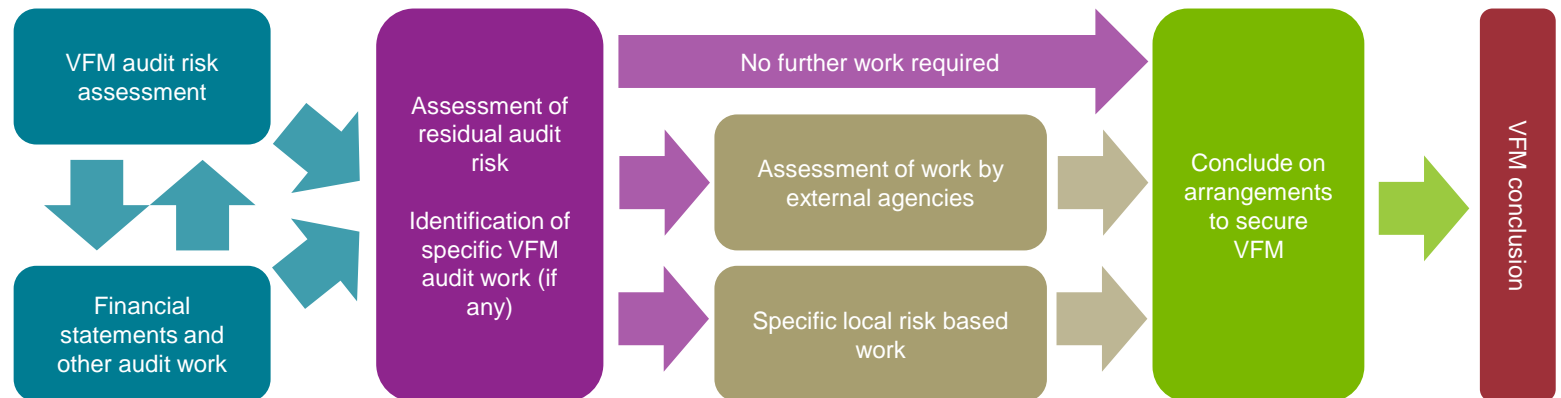 VFM audit risk
assessment
Financial
statements and
other audit work
Assessment of
residual audit
risk
Identification of
specific VFM
audit work (if
any)
No further work required
Assessment of work by
external agencies
Specific local risk based
work
Conclude on
arrangements
to secure
VFM
VFM conclusion